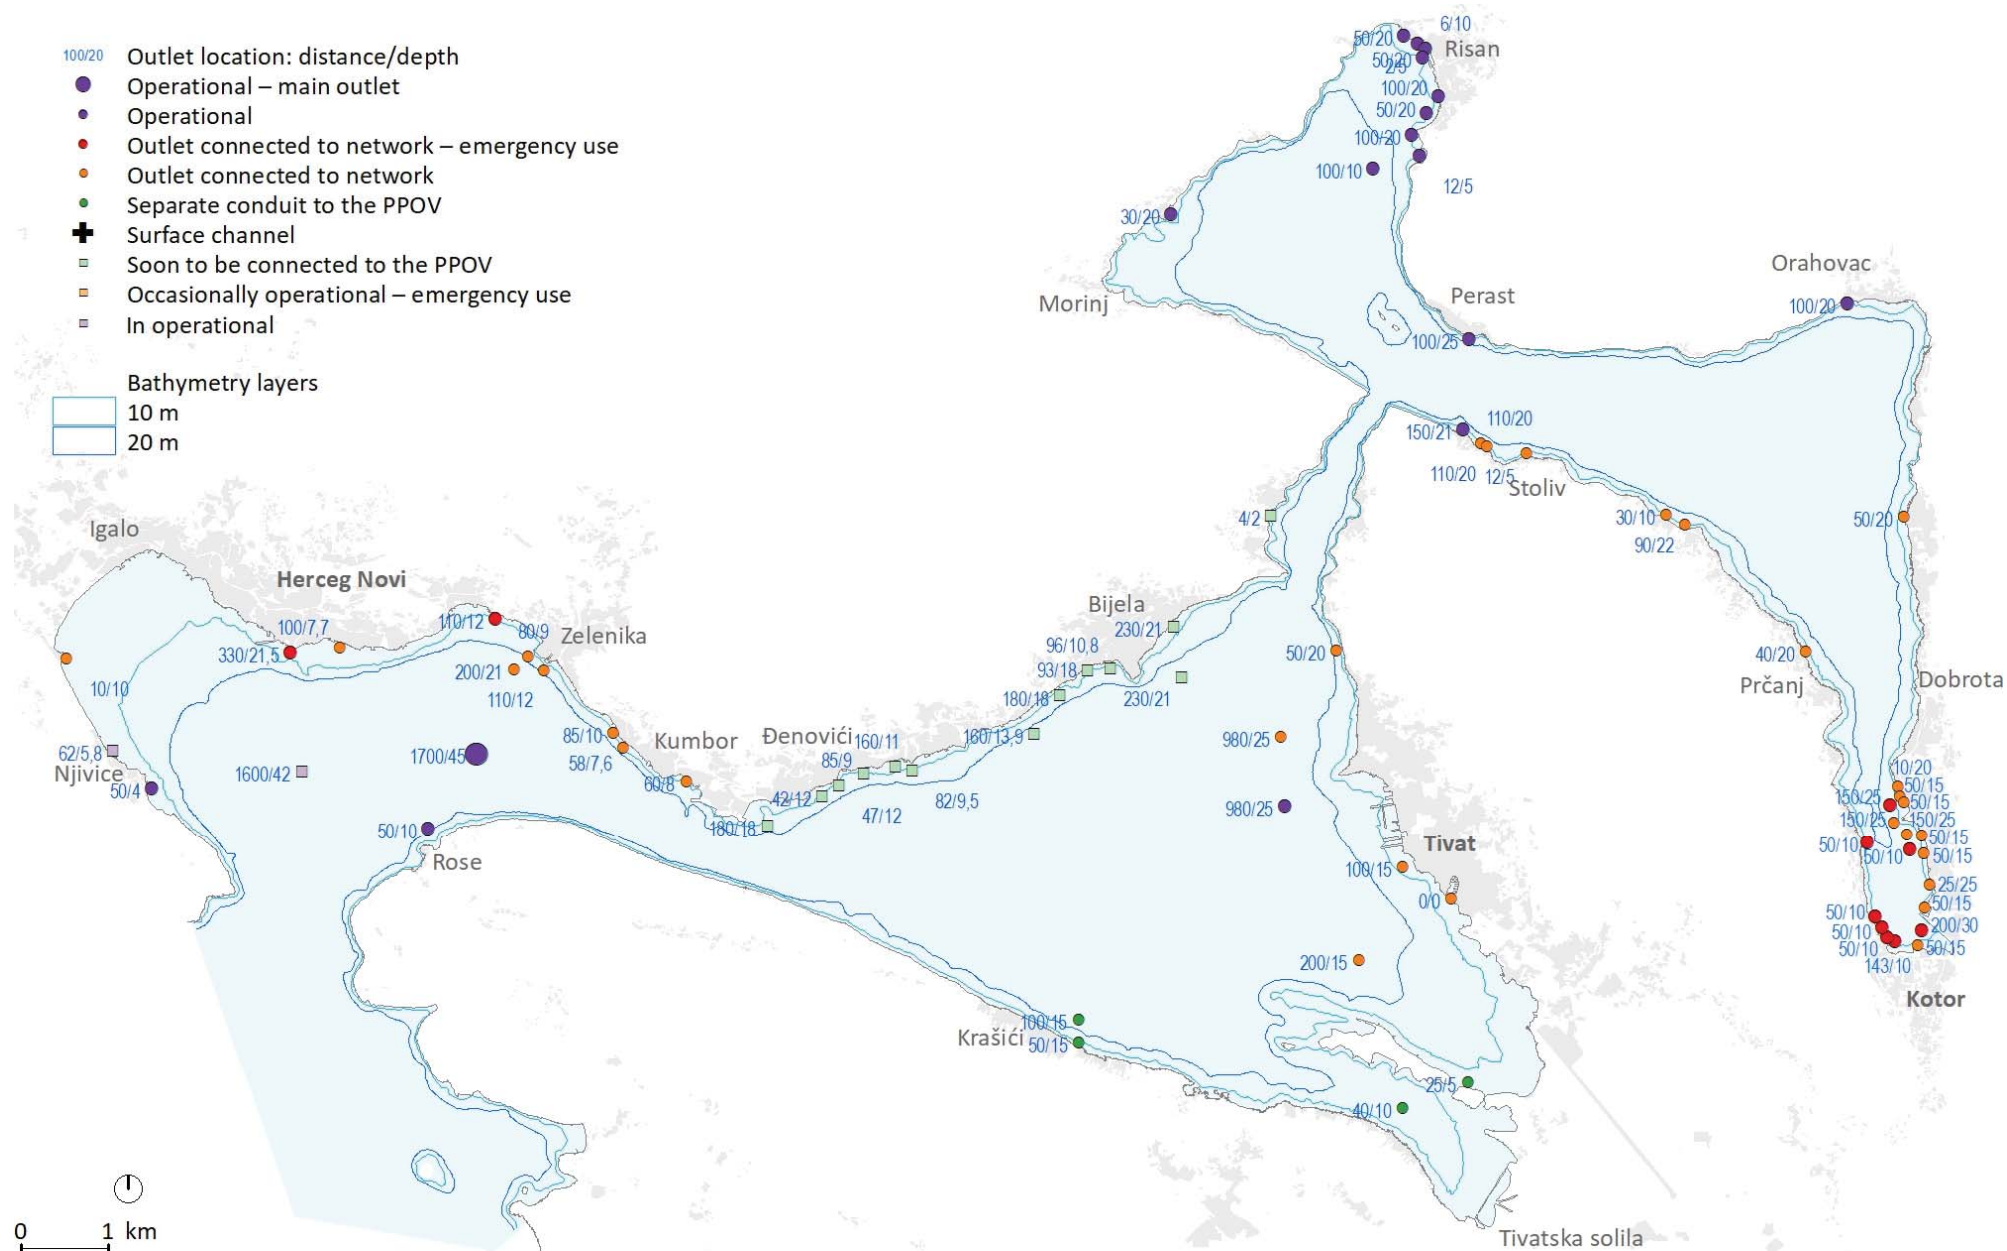 100/20 Outlet location: distance/depth
Operational – main outlet
Operational
Outlet connected to network – emergency use
Outlet connected to network
Separate conduit to the PPOV
Surface channel
Soon to be connected to the PPOV
Occasionally operational – emergency use
In operational
Bathymetry layers
10 m
20 m
6/10
50/20
Risan
50/20
2/5
100/20
50/20
100/20
100/10
12/5
30/20
Morinj
Perast
100/25
Orahovac
100/20
110/20
150/21
110/20
12/5
Stoliv
30/10
90/22
50/20
4/2
Igalo
Herceg Novi
100/7,7
330/21,5
110/12
80/9
Zelenika
200/21
110/12
10/10
62/5,8
Njivice
50/4
1600/42
1700/45
85/10
58/7,6
Kumbor
60/8
50/10
Rose
Đenovići
160/11
85/9
42/12
180/18
47/12
82/9,5
160/13,9
180/18
93/18
96/10,8
Bijela
230/21
230/21
50/20
980/25
980/25
Tivat
100/15
0/0
200/15
40/20
Prčanj
Dobrota
10/20
50/15
150/25
50/15
150/25
150/25
50/15
50/10
50/10
50/15
25/25
50/15
50/10
200/30
50/10
50/10
50/15
143/10
Kotor
Krašići
100/15
50/15
25/5
40/10
Tivatska solila
0 1 km